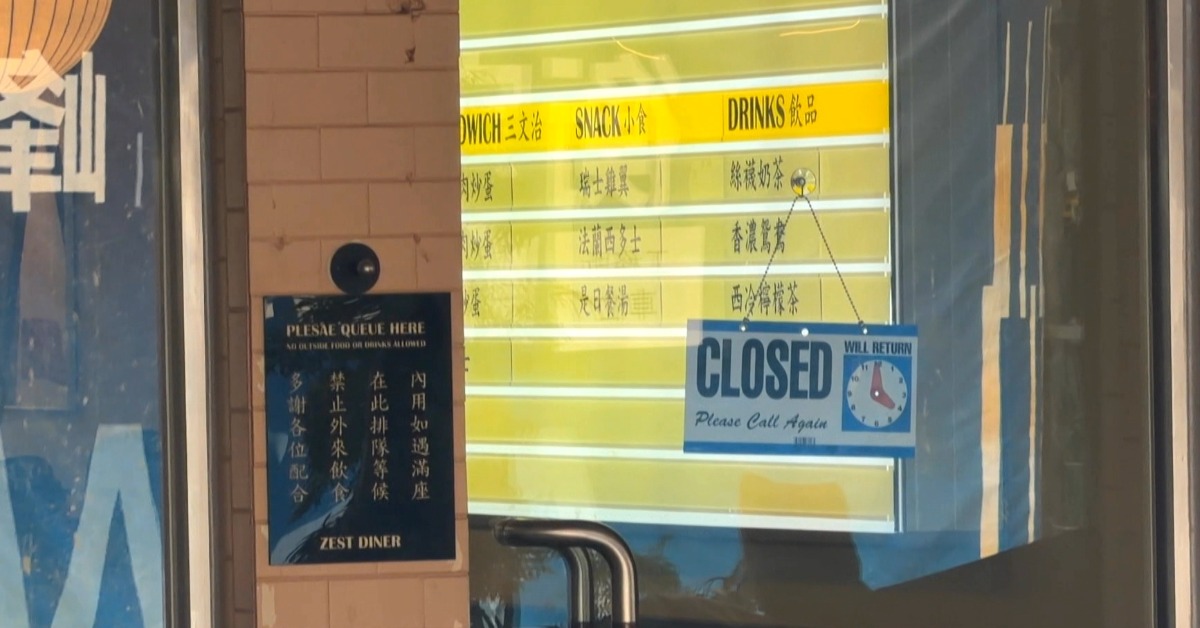 PLESAE QUEUE HERE
NO OUTSIDE FOOD OR DRINKS ALLOWED
內用如遇滿座
在此排隊等候
禁止外來飲食
多謝各位配合
ZEST DINER
DWICH 三文治 SNACK 小食 DRINKS 飲品
肉炒蛋 瑞士雞翼 絲襪奶茶
肉炒蛋 法蘭西多士 香濃鴛鴦
炒蛋 是日餐湯 西冷檸檬茶
CLOSED
Please Call Again
WILL RETURN